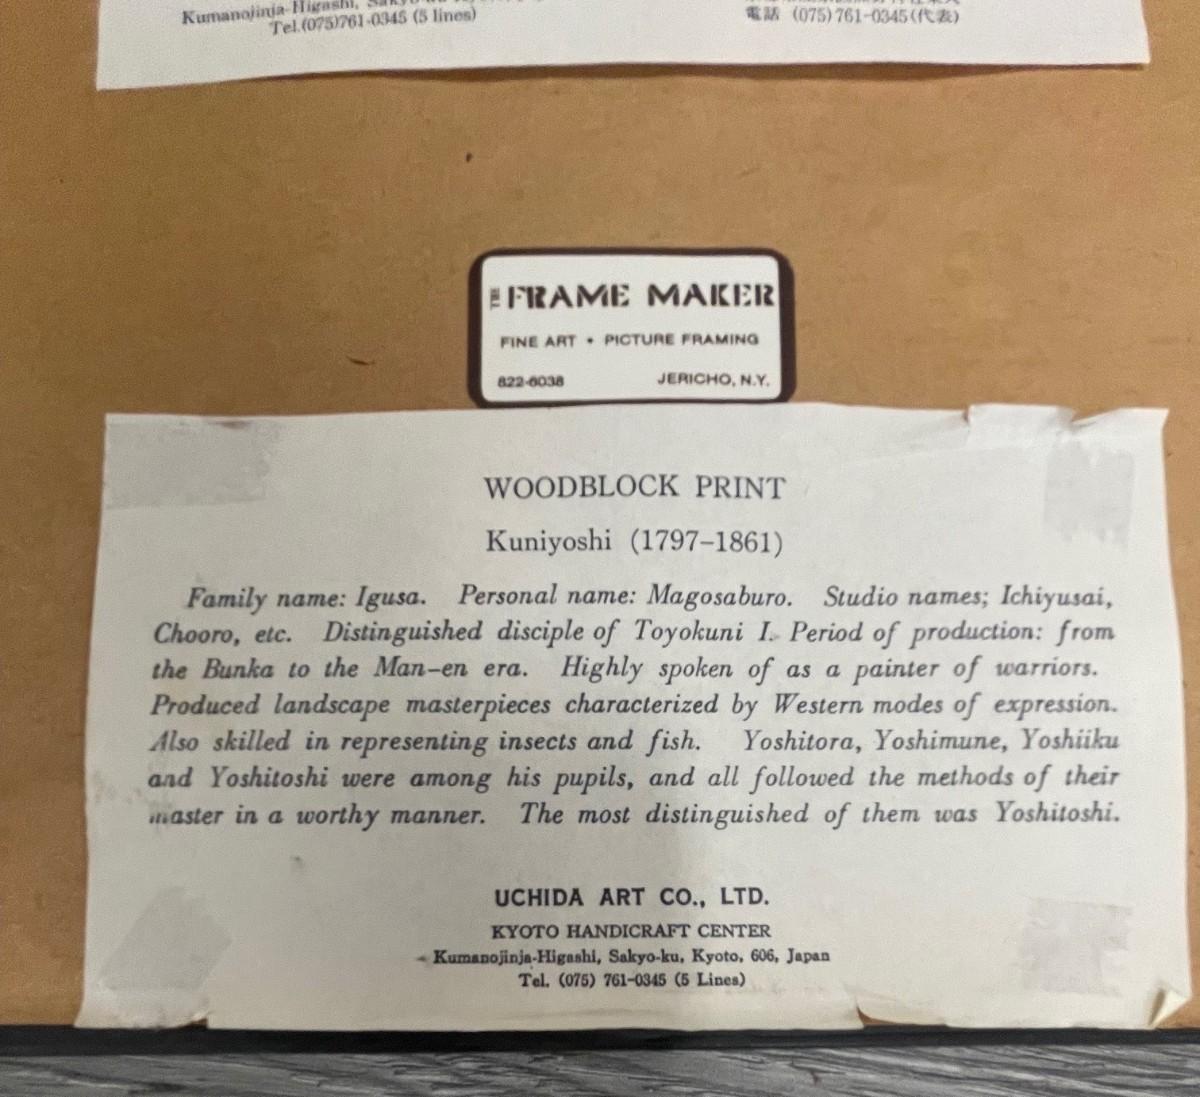 Kumanojinja-Higashi,
Tel.(075)761-0345 (5 lines)
電話 (075)761-0345(代表)
THE FRAME MAKER
FINE ART • PICTURE FRAMING
822-6038 JERICHO, N.Y.
WOODBLOCK PRINT
Kuniyoshi (1797-1861)
Family name: Igusa. Personal name: Magosaburo. Studio names; Ichiyusai,
Chooro, etc. Distinguished disciple of Toyokuni I. Period of production: from
the Bunka to the Man-en era. Highly spoken of as a painter of warriors.
Produced landscape masterpieces characterized by Western modes of expression.
Also skilled in representing insects and fish. Yoshitora, Yoshimune, Yoshiiku
and Yoshitoshi were among his pupils, and all followed the methods of their
master in a worthy manner. The most distinguished of them was Yoshitoshi.
UCHIDA ART CO., LTD.
KYOTO HANDICRAFT CENTER
Kumanojinja-Higashi, Sakyo-ku, Kyoto, 606, Japan
Tel. (075) 761-0345 (5 Lines)